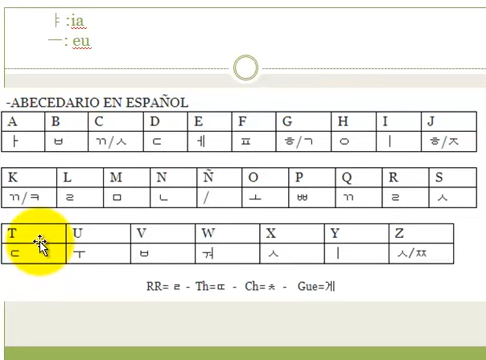 ㅑ:ia
ㅡ: eu
-ABECEDARIO EN ESPAÑOL
A B C D E F G H I J
ㅏ ㅂ ㄲ/ㅅ ㄷ ㅔ ㅍ ㅎ/ㄱ ㅇ ㅣ ㅎ/ㅈ
K L M N Ñ O P Q R S
ㄲ/ㅋ ㄹ ㅁ ㄴ / ㅗ ㅃ ㄲ ㄹ ㅅ
T U V W X Y Z
ㄷ ㅜ ㅂ ㅅ ㅣ ㅅ/ㅉ
RR= ㄹ - Th=ㄸ - Ch=ㅊ - Gue=게